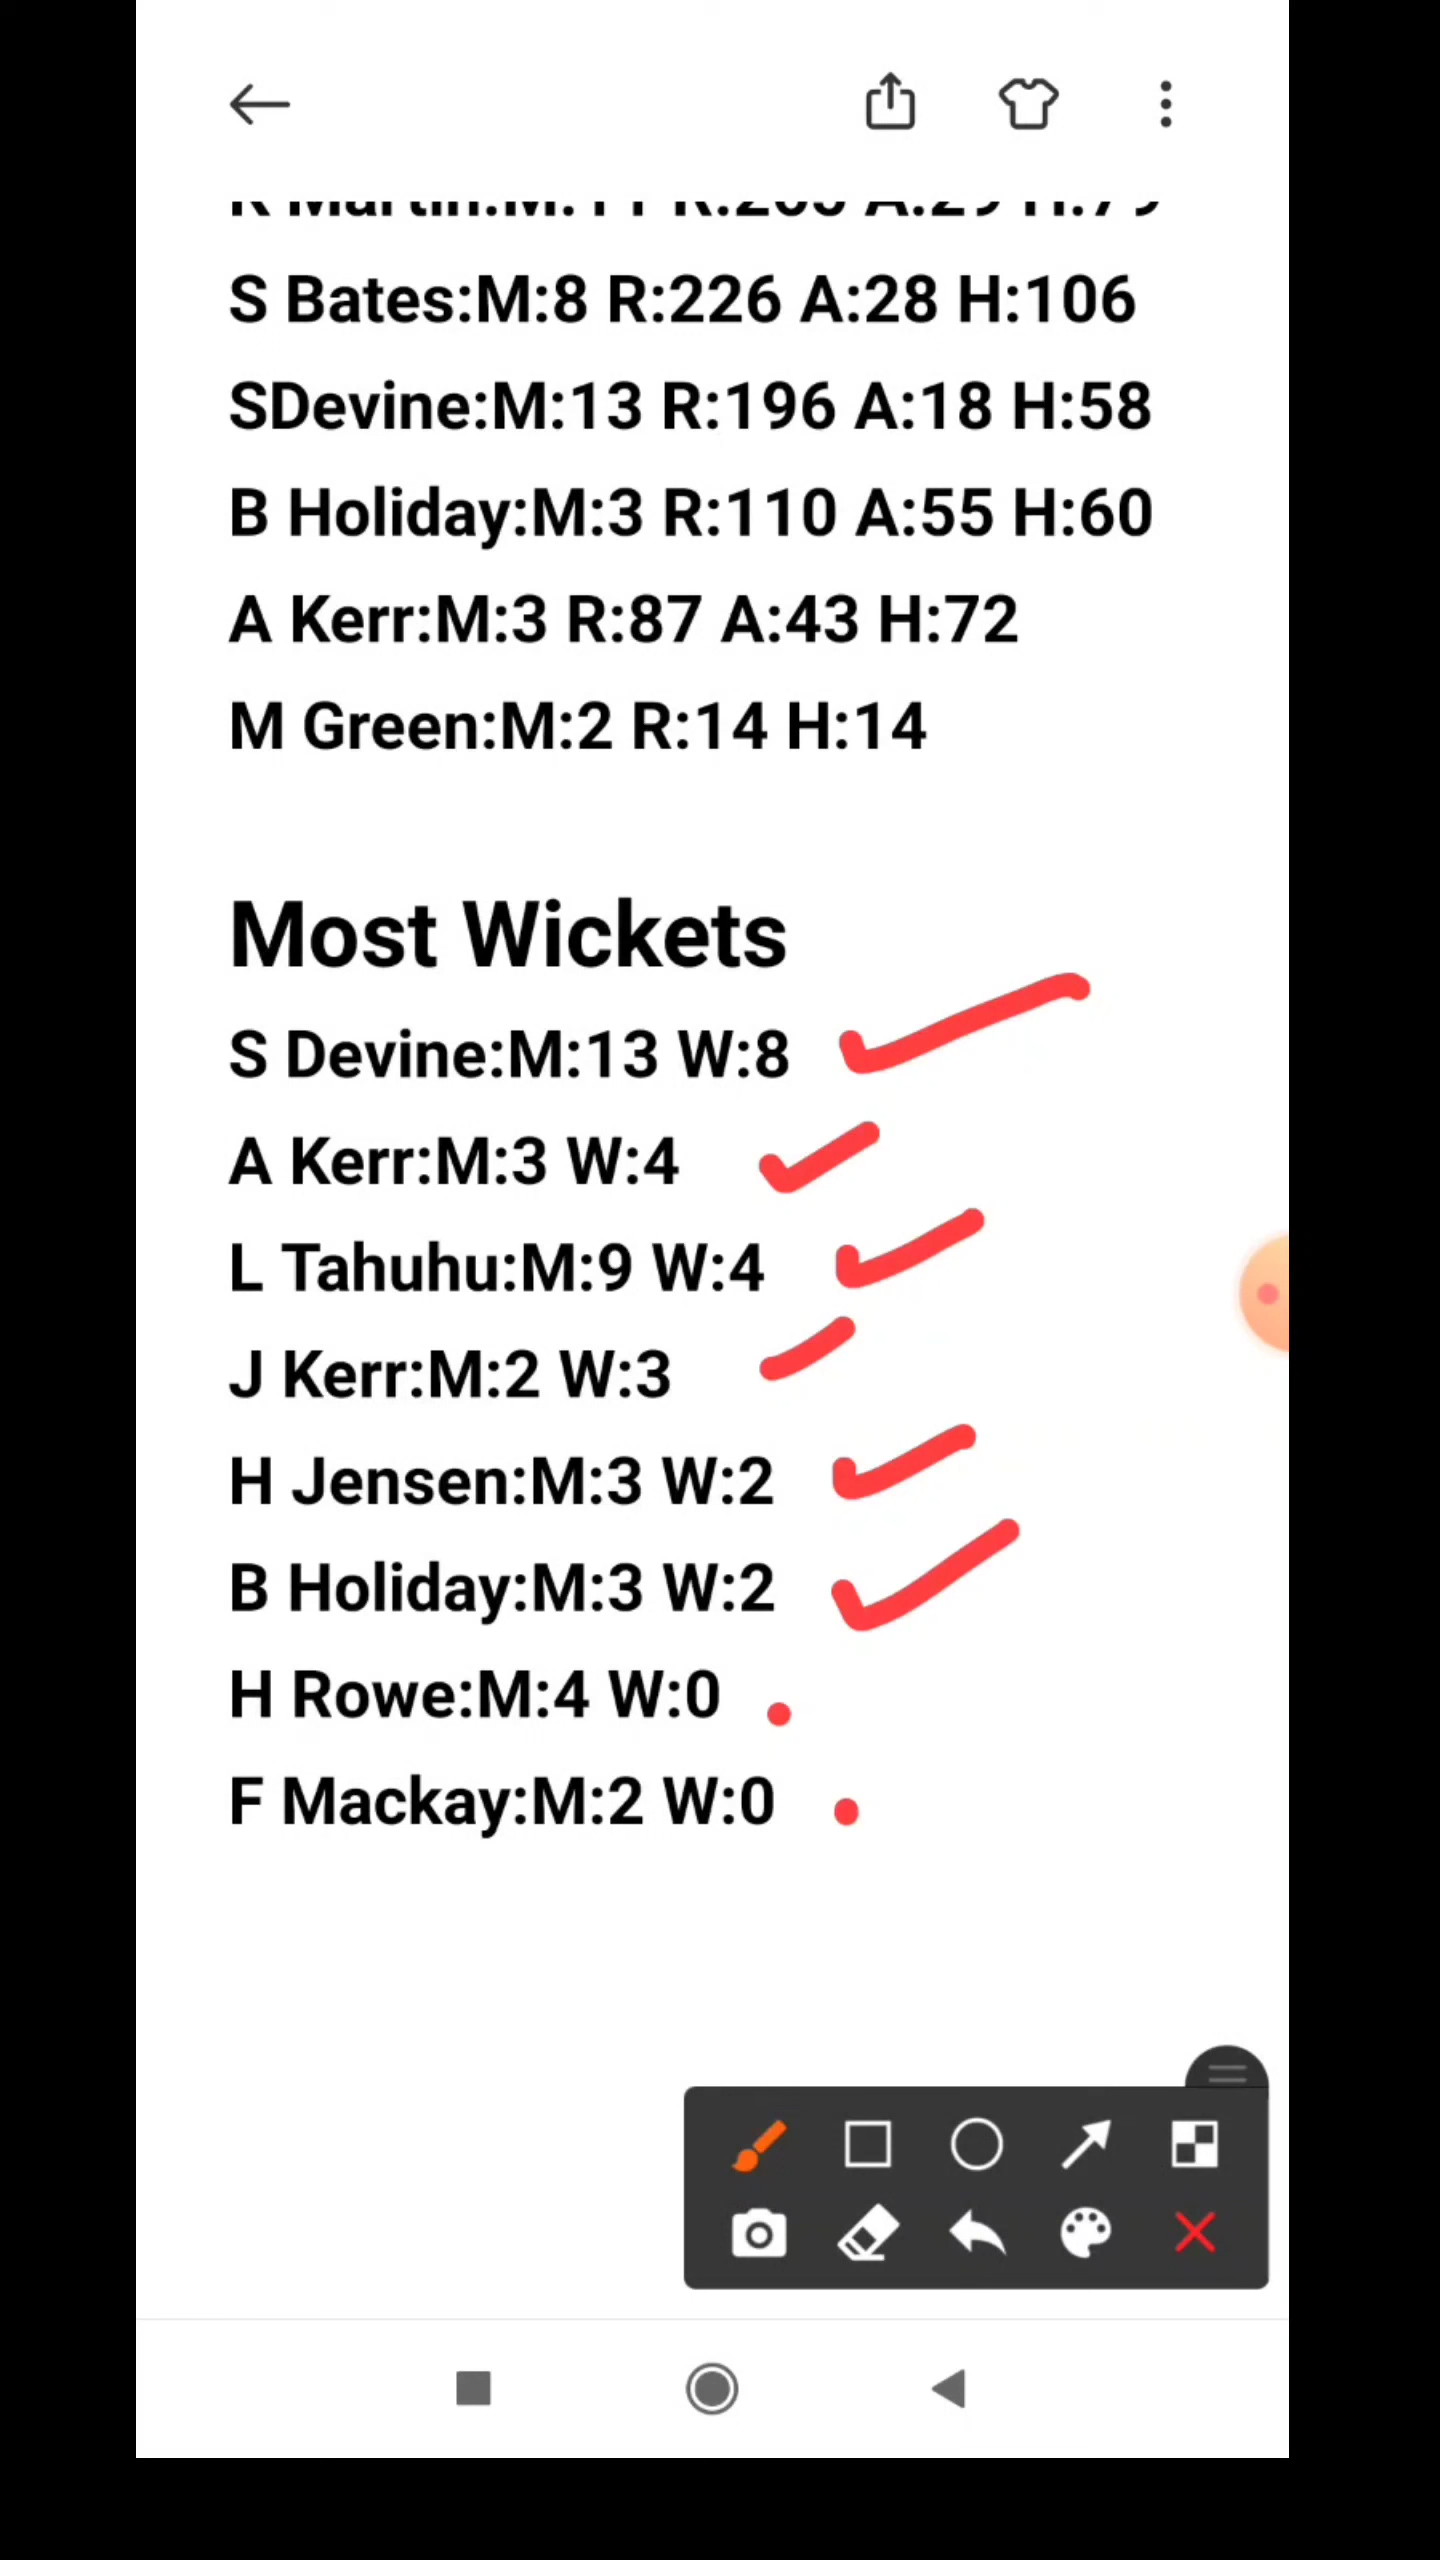 S Bates:M:8 R:226 A:28 H:106
SDevine:M:13 R:196 A:18 H:58
B Holiday:M:3 R:110 A:55 H:60
A Kerr:M:3 R:87 A:43 H:72
M Green:M:2 R:14 H:14
Most Wickets
S Devine:M:13 W:8
A Kerr:M:3 W:4
L Tahuhu:M:9 W:4
J Kerr:M:2 W:3
H Jensen:M:3 W:2
B Holiday:M:3 W:2
H Rowe:M:4 W:0
F Mackay:M:2 W:0